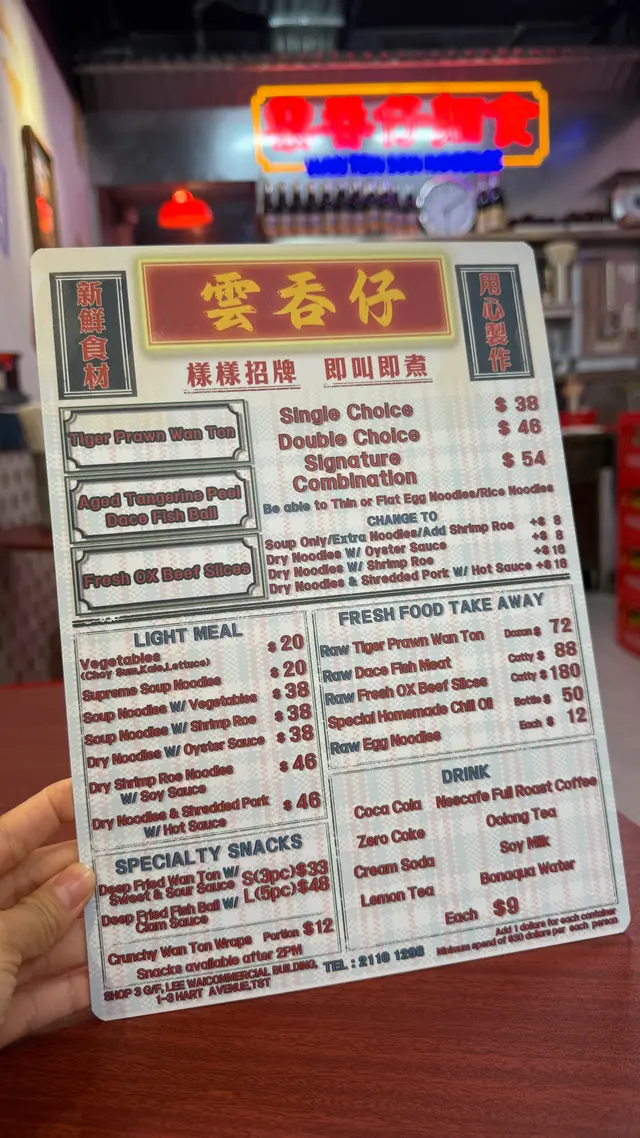 雲吞仔
新鮮食材
用心製作
樣樣招牌 即叫即煮
Tiger Prawn Wan Ton
Aged Tangerine Peel
Dace Fish Ball
Fresh OX Beef Slices
Single Choice $ 38
Double Choice $ 46
Signature
Combination $ 54
Be able to Thin or Flat Egg Noodles/Rice Noodles
CHANGE TO
Soup Only/Extra Noodles/Add Shrimp Roe +$ 8
Dry Noodles W/ Oyster Sauce +$ 8
Dry Noodles W/ Shrimp Roe +$16
Dry Noodles & Shredded Pork W/ Hot Sauce +$16
LIGHT MEAL
Vegetables $ 20
(Choy Sum,Kale,Lettuce)
Supreme Soup Noodles $ 20
Soup Noodles W/ Vegetables $ 38
Soup Noodles W/ Shrimp Roe $ 38
Dry Noodles W/ Oyster Sauce $ 38
Dry Shrimp Roe Noodles
W/ Soy Sauce $ 46
Dry Noodles & Shredded Pork
W/ Hot Sauce $ 46
SPECIALTY SNACKS
Deep Fried Wan Ton W/
Sweet & Sour Sauce S(3pc)$33
Deep Fried Fish Ball W/ L(5pc)$48
Clam Sauce
Crunchy Wan Ton Wraps Portion $12
Snacks available after 2PM
FRESH FOOD TAKE AWAY
Raw Tiger Prawn Wan Ton Dozen $ 72
Raw Dace Fish Meat Catty $ 88
Raw Fresh OX Beef Slices Catty $180
Special Homemade Chili Oil Bottle $ 50
Raw Egg Noodles Each $ 12
DRINK
Coca Cola Nescafe Full Roast Coffee
Zero Coke Oolong Tea
Cream Soda Soy Milk
Lemon Tea Bonaqua Water
Each $9
Add 1 dollars for each container
Minimum spend of $30 dollars per each person
SHOP 3 G/F, LEE WAICOMMERCIAL BUILDING,
1-3 HART AVENUE,TST
TEL : 2110 1298